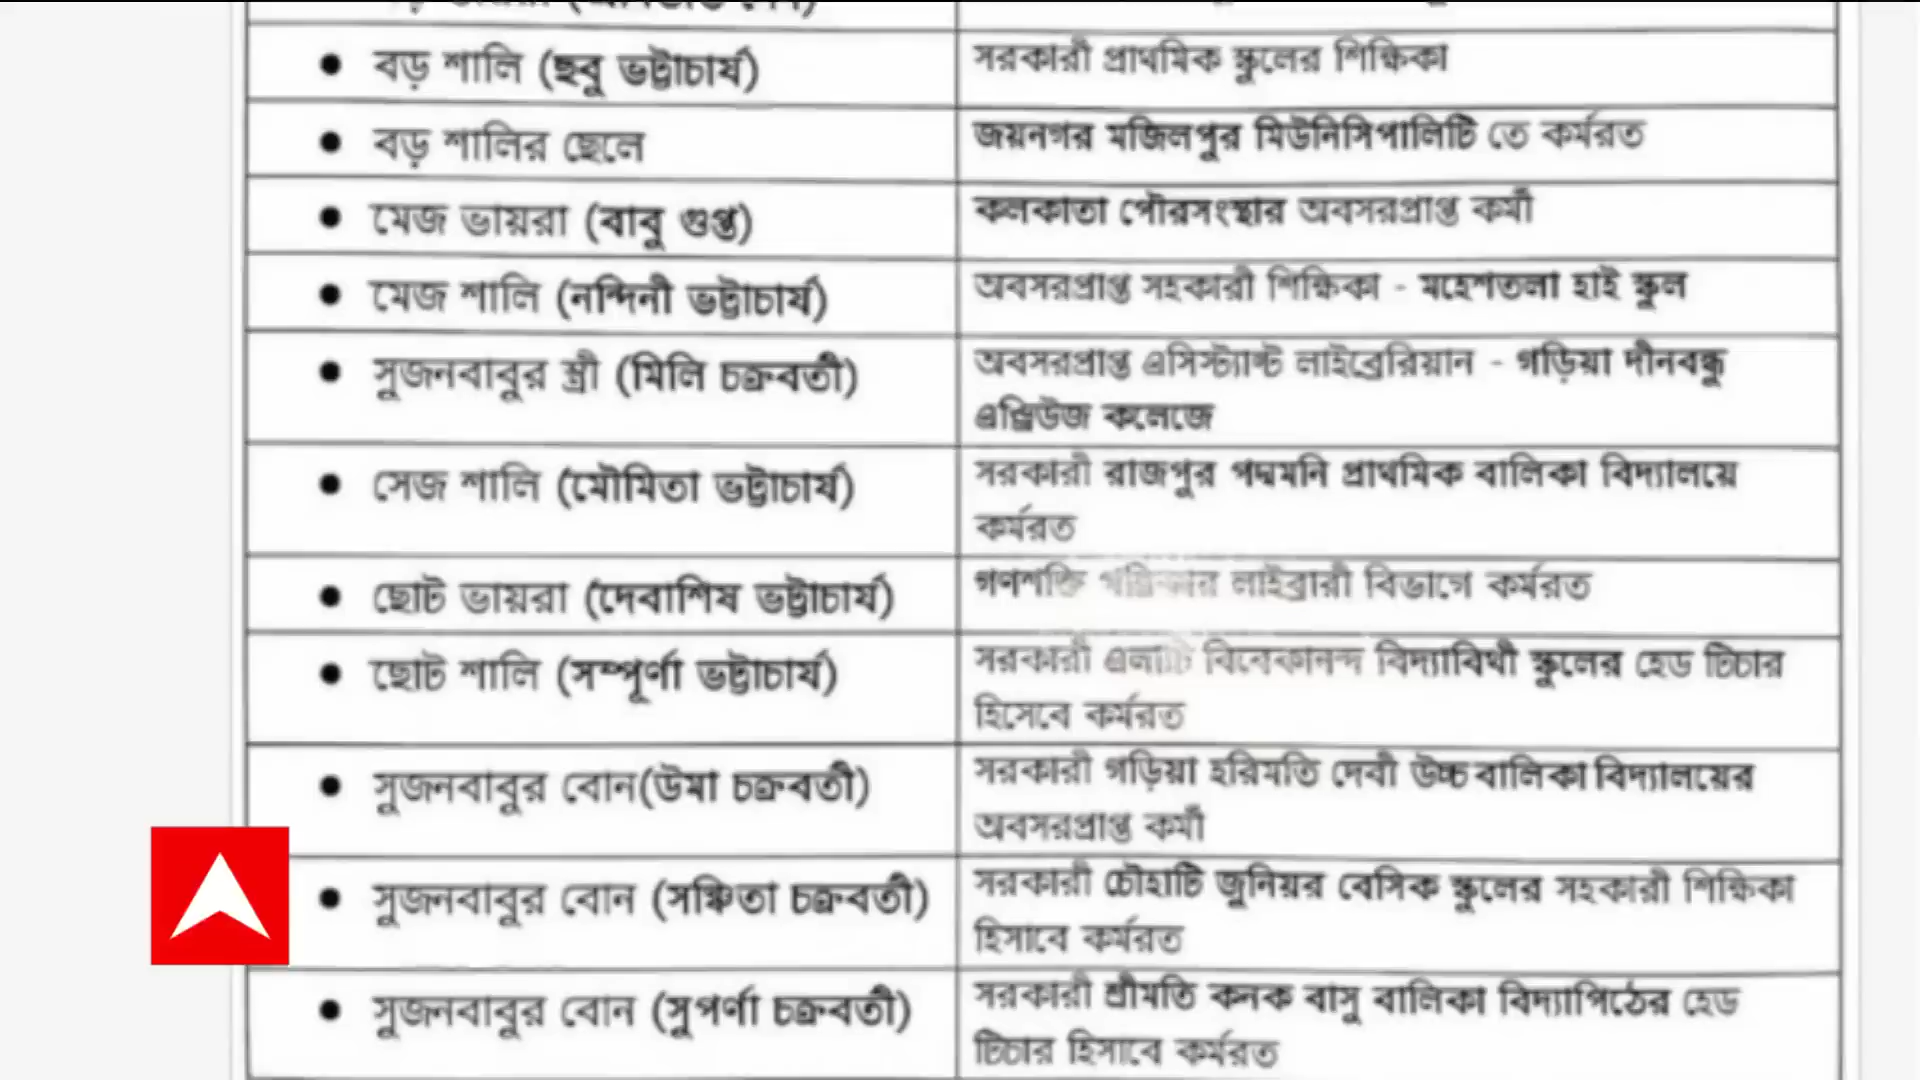 বড় শালি (ছবু ভট্টাচার্য) সরকারী প্রাথমিক স্কুলের শিক্ষিকা
বড় শালির ছেলে জয়নগর মজিলপুর মিউনিসিপালিটি তে কর্মরত
মেজ ভায়রা (বাবু গুপ্ত) কলকাতা পৌরসংস্থার অবসরপ্রাপ্ত কর্মী
মেজ শালি (নন্দিনী ভট্টাচার্য) অবসরপ্রাপ্ত সহকারী শিক্ষিকা - মহেশতলা হাই স্কুল
সুজনবাবুর স্ত্রী (মিলি চক্রবর্তী) অবসরপ্রাপ্ত এসিস্ট্যান্ট লাইব্রেরিয়ান - গড়িয়া দীনবন্ধু
এন্ড্রিউজ কলেজে
সেজ শালি (মৌমিতা ভট্টাচার্য) সরকারী রাজপুর পদ্মমনি প্রাথমিক বালিকা বিদ্যালয়ে
কর্মরত
ছোট ভায়রা (দেবাশিষ ভট্টাচার্য) গণশক্তি পত্রিকার লাইব্রারী বিভাগে কর্মরত
ছোট শালি (সম্পূর্ণা ভট্টাচার্য) সরকারী এলাচি বিবেকানন্দ বিদ্যাবিথী স্কুলের হেড টিচার
হিসেবে কর্মরত
সুজনবাবুর বোন(উমা চক্রবর্তী) সরকারী গড়িয়া হরিমতি দেবী উচ্চ বালিকা বিদ্যালয়ের
অবসরপ্রাপ্ত কর্মী
সুজনবাবুর বোন (সঞ্চিতা চক্রবর্তী) সরকারী চৌহাটি জুনিয়র বেসিক স্কুলের সহকারী শিক্ষিকা
হিসাবে কর্মরত
সুজনবাবুর বোন (সুপর্ণা চক্রবর্তী) সরকারী শ্রীমতি কনক বাসু বালিকা বিদ্যাপিঠের হেড
টিচার হিসাবে কর্মরত